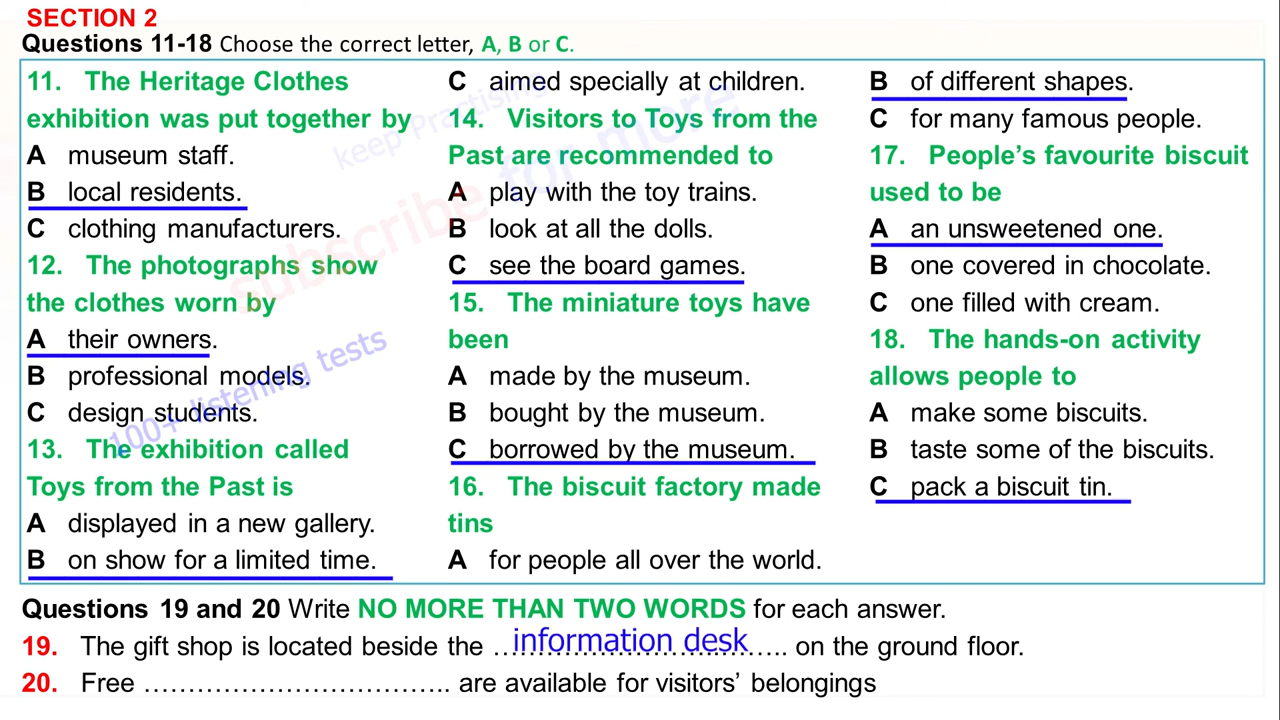 SECTION 2
Questions 11-18 Choose the correct letter, A, B or C.
11. The Heritage Clothes
exhibition was put together by
A museum staff.
B local residents.
C clothing manufacturers.
12. The photographs show
the clothes worn by
A their owners.
B professional models.
C design students.
13. The exhibition called
Toys from the Past is
A displayed in a new gallery.
B on show for a limited time.
C aimed specially at children.
14. Visitors to Toys from the
Past are recommended to
A play with the toy trains.
B look at all the dolls.
C see the board games.
15. The miniature toys have
been
A made by the museum.
B bought by the museum.
C borrowed by the museum.
16. The biscuit factory made
tins
A for people all over the world.
B of different shapes.
C for many famous people.
17. People’s favourite biscuit
used to be
A an unsweetened one.
B one covered in chocolate.
C one filled with cream.
18. The hands-on activity
allows people to
A make some biscuits.
B taste some of the biscuits.
C pack a biscuit tin.
keep Practising
subscribe for more
100+ listening tests
Questions 19 and 20 Write NO MORE THAN TWO WORDS for each answer.
19. The gift shop is located beside the ……information desk…….. on the ground floor.
20. Free …………………………….. are available for visitors’ belongings